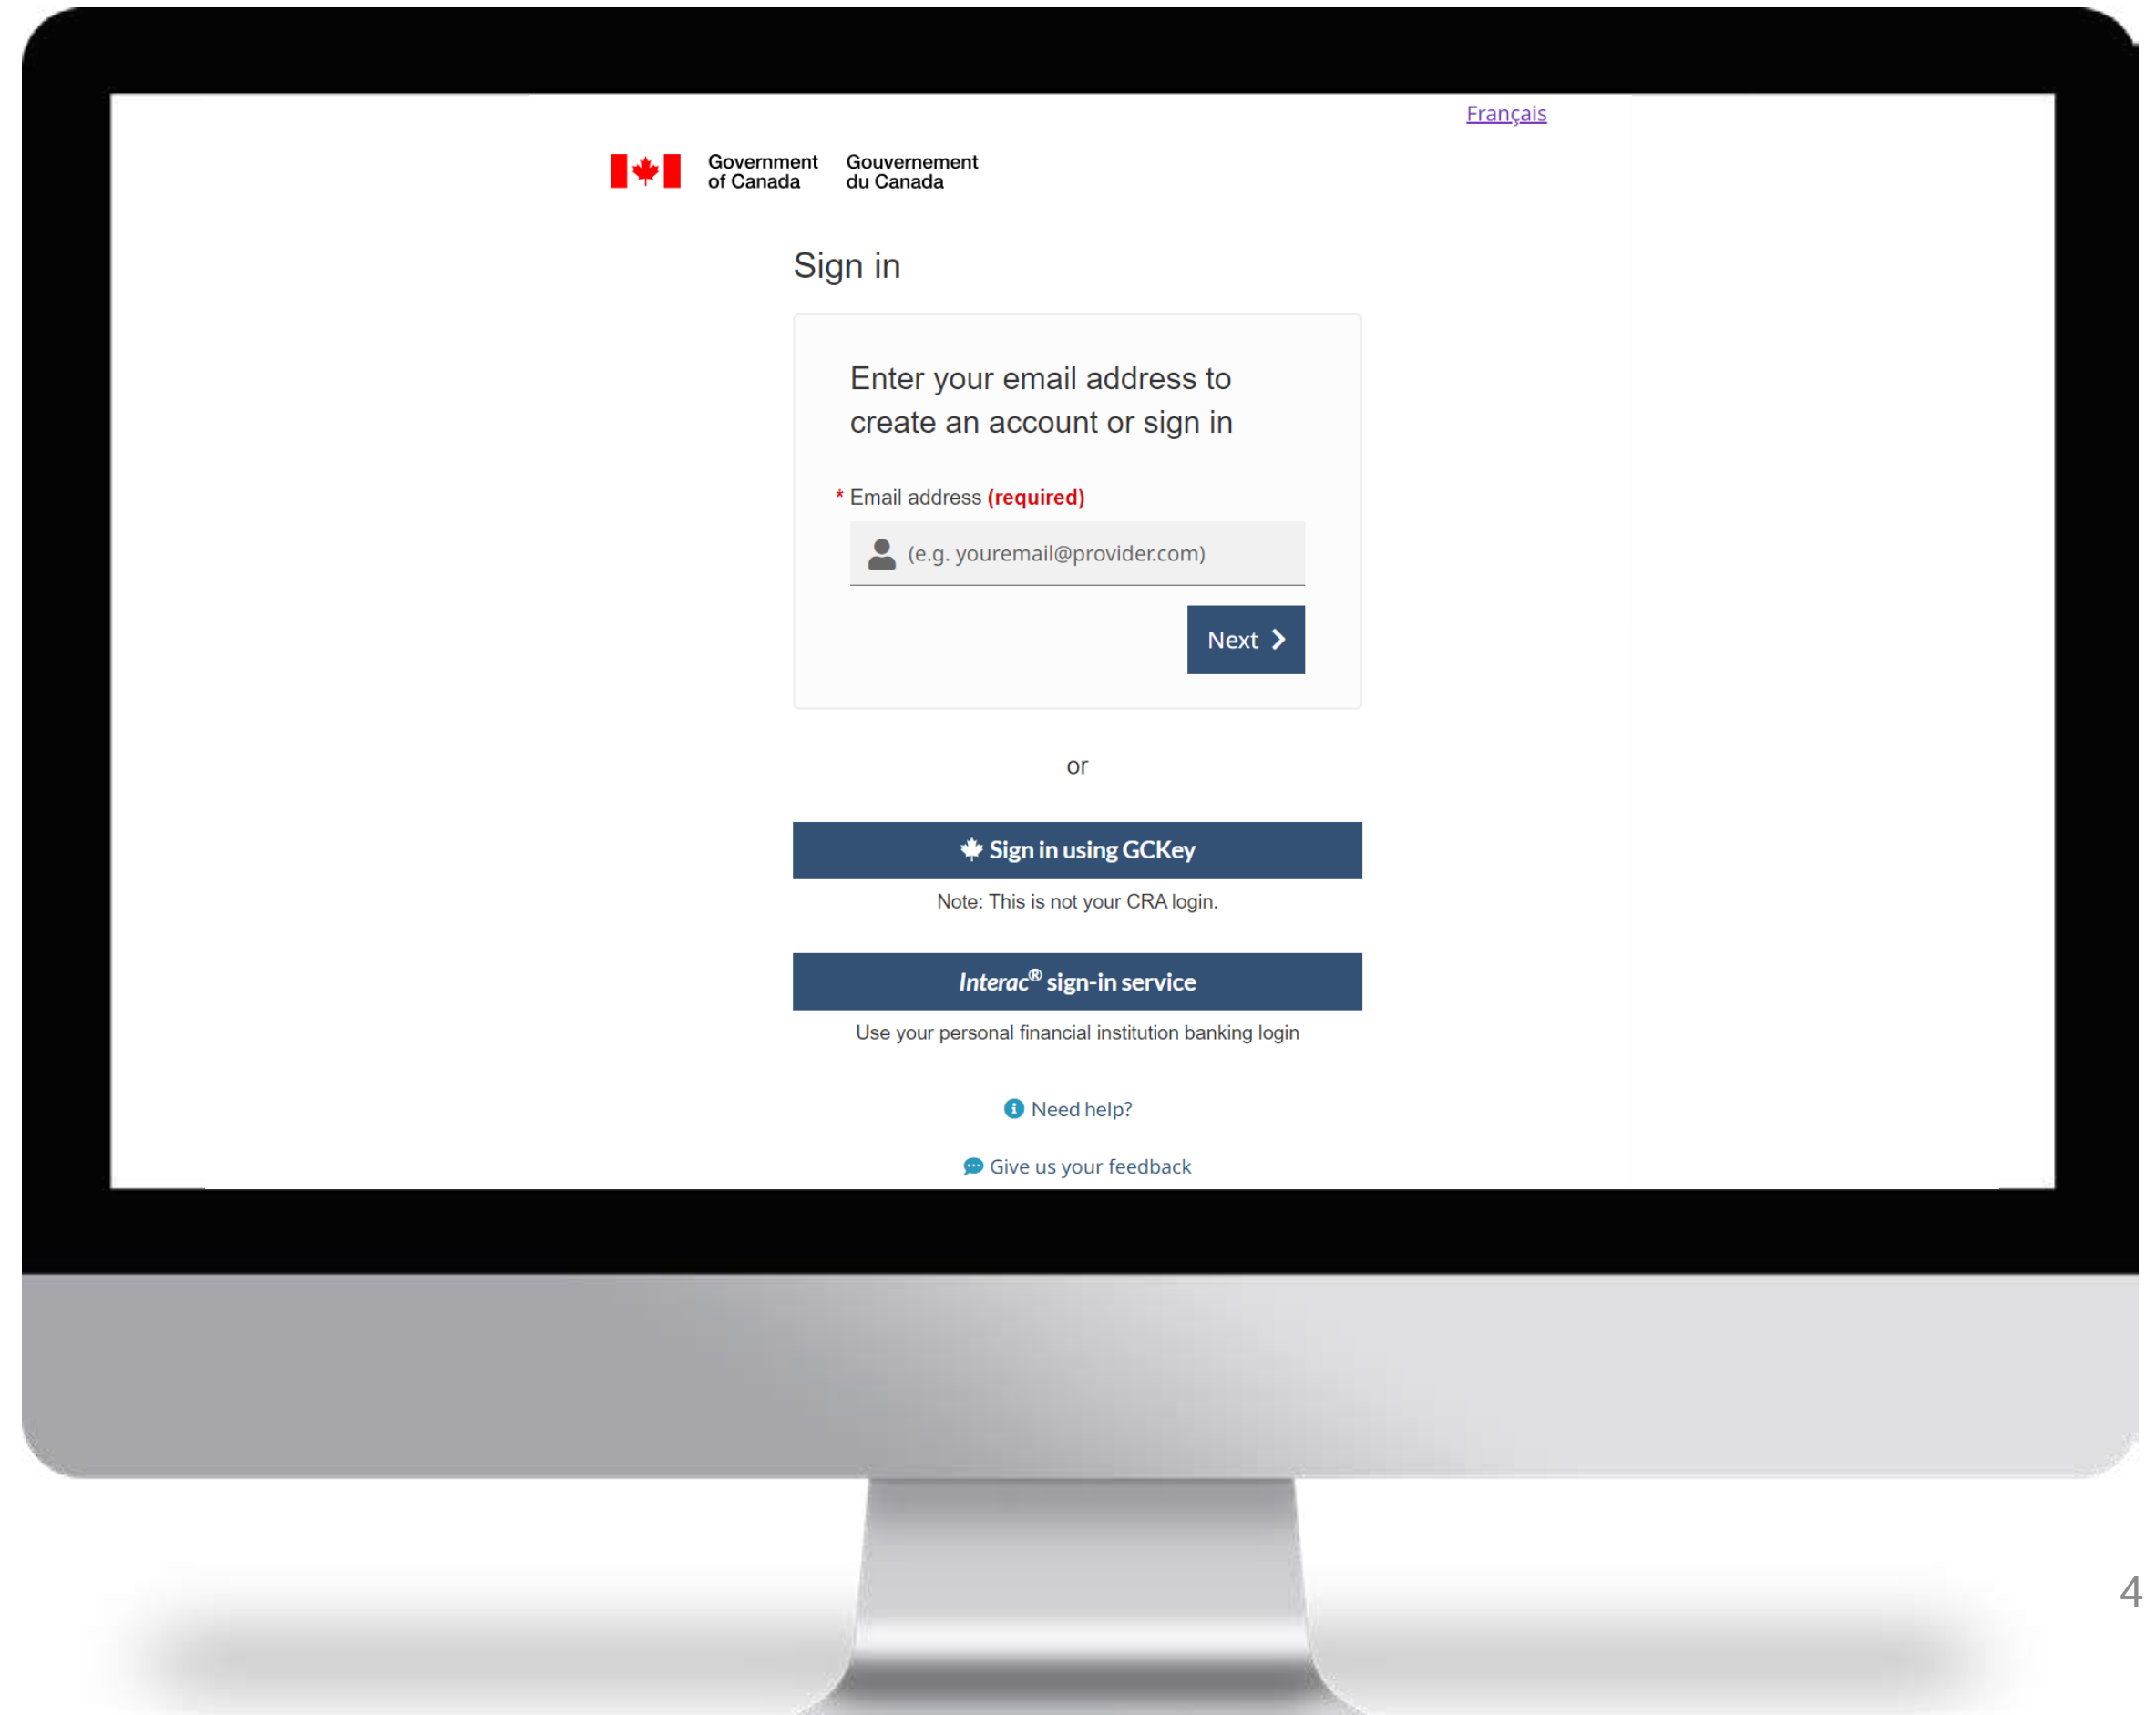 Français
Government Gouvernement
of Canada du Canada
Sign in
Enter your email address to
create an account or sign in
* Email address (required)
(e.g. youremail@provider.com)
Next
or
Sign in using GCKey
Note: This is not your CRA login.
Interac® sign-in service
Use your personal financial institution banking login
Need help?
Give us your feedback
4